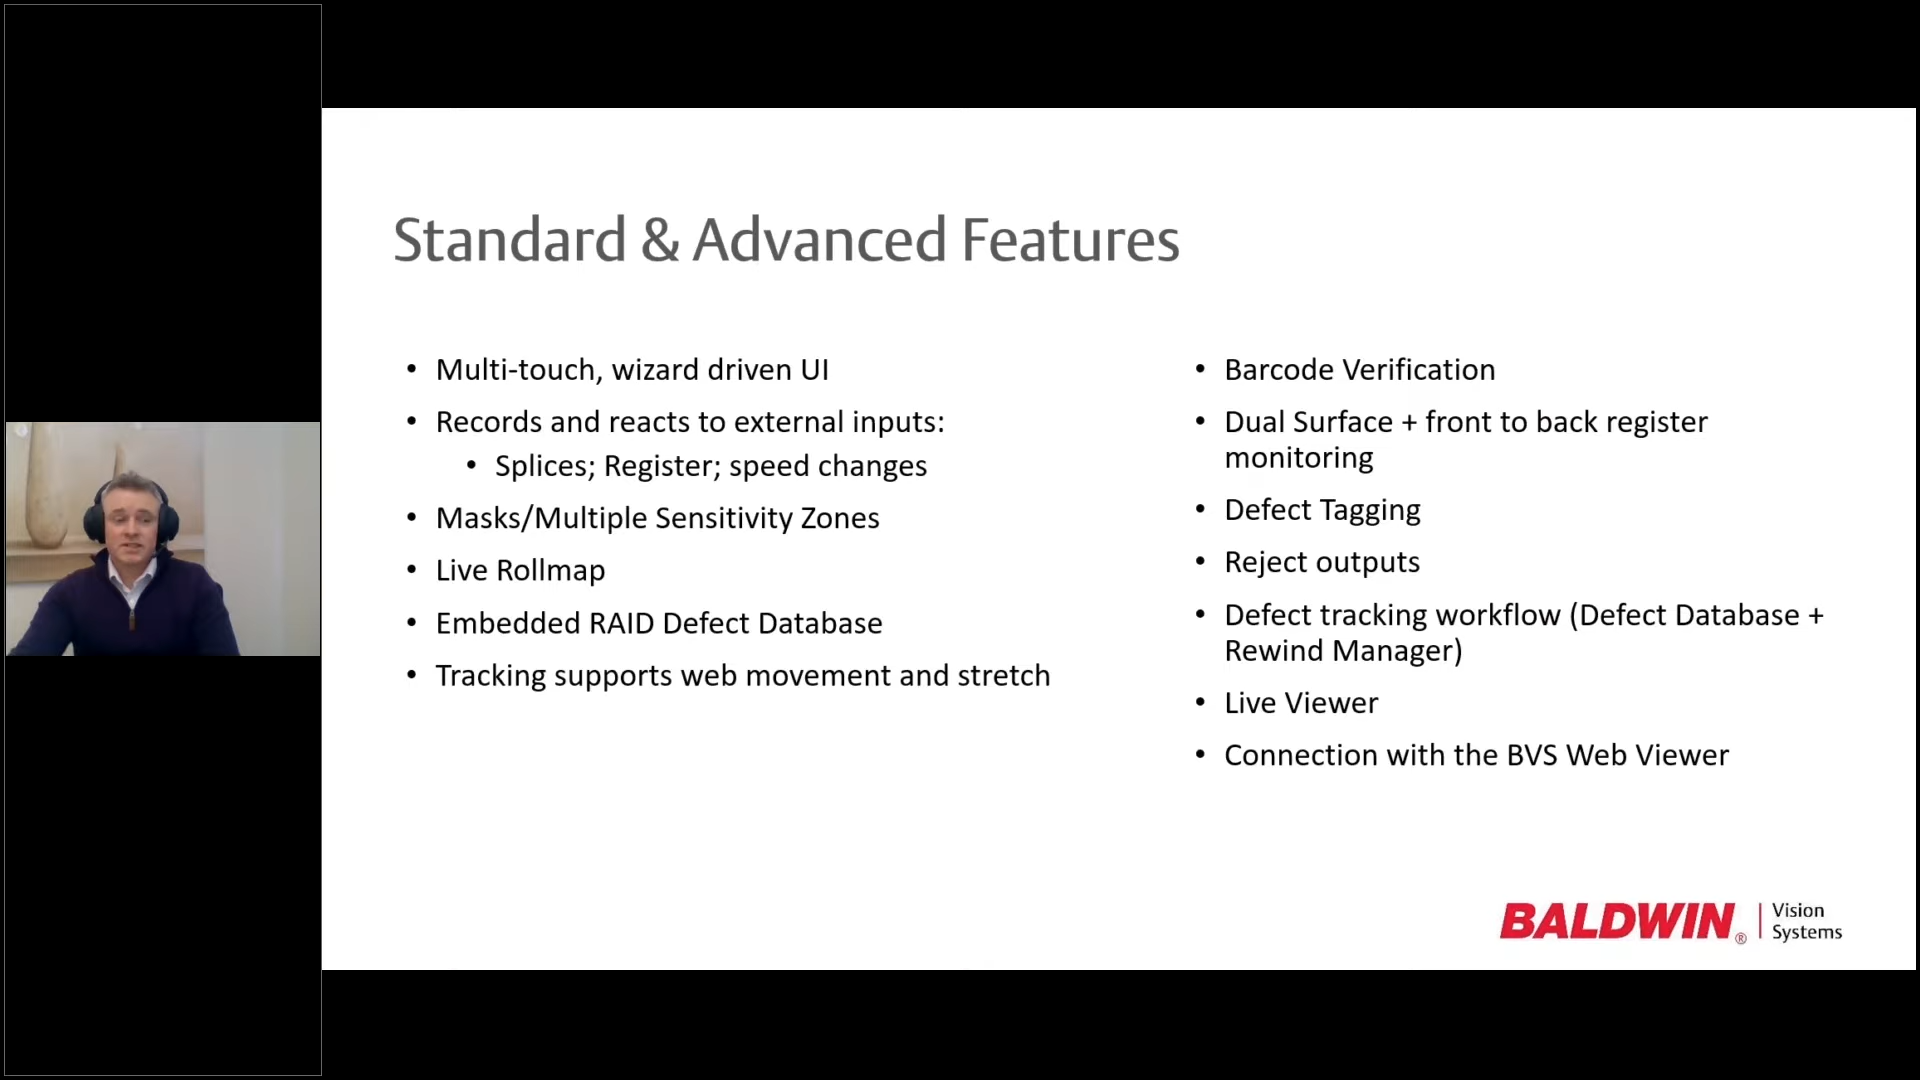 Standard & Advanced Features
• Multi-touch, wizard driven UI
• Records and reacts to external inputs:
• Splices; Register; speed changes
• Masks/Multiple Sensitivity Zones
• Live Rollmap
• Embedded RAID Defect Database
• Tracking supports web movement and stretch
• Barcode Verification
• Dual Surface + front to back register
monitoring
• Defect Tagging
• Reject outputs
• Defect tracking workflow (Defect Database +
Rewind Manager)
• Live Viewer
• Connection with the BVS Web Viewer
BALDWIN® | Vision
Systems